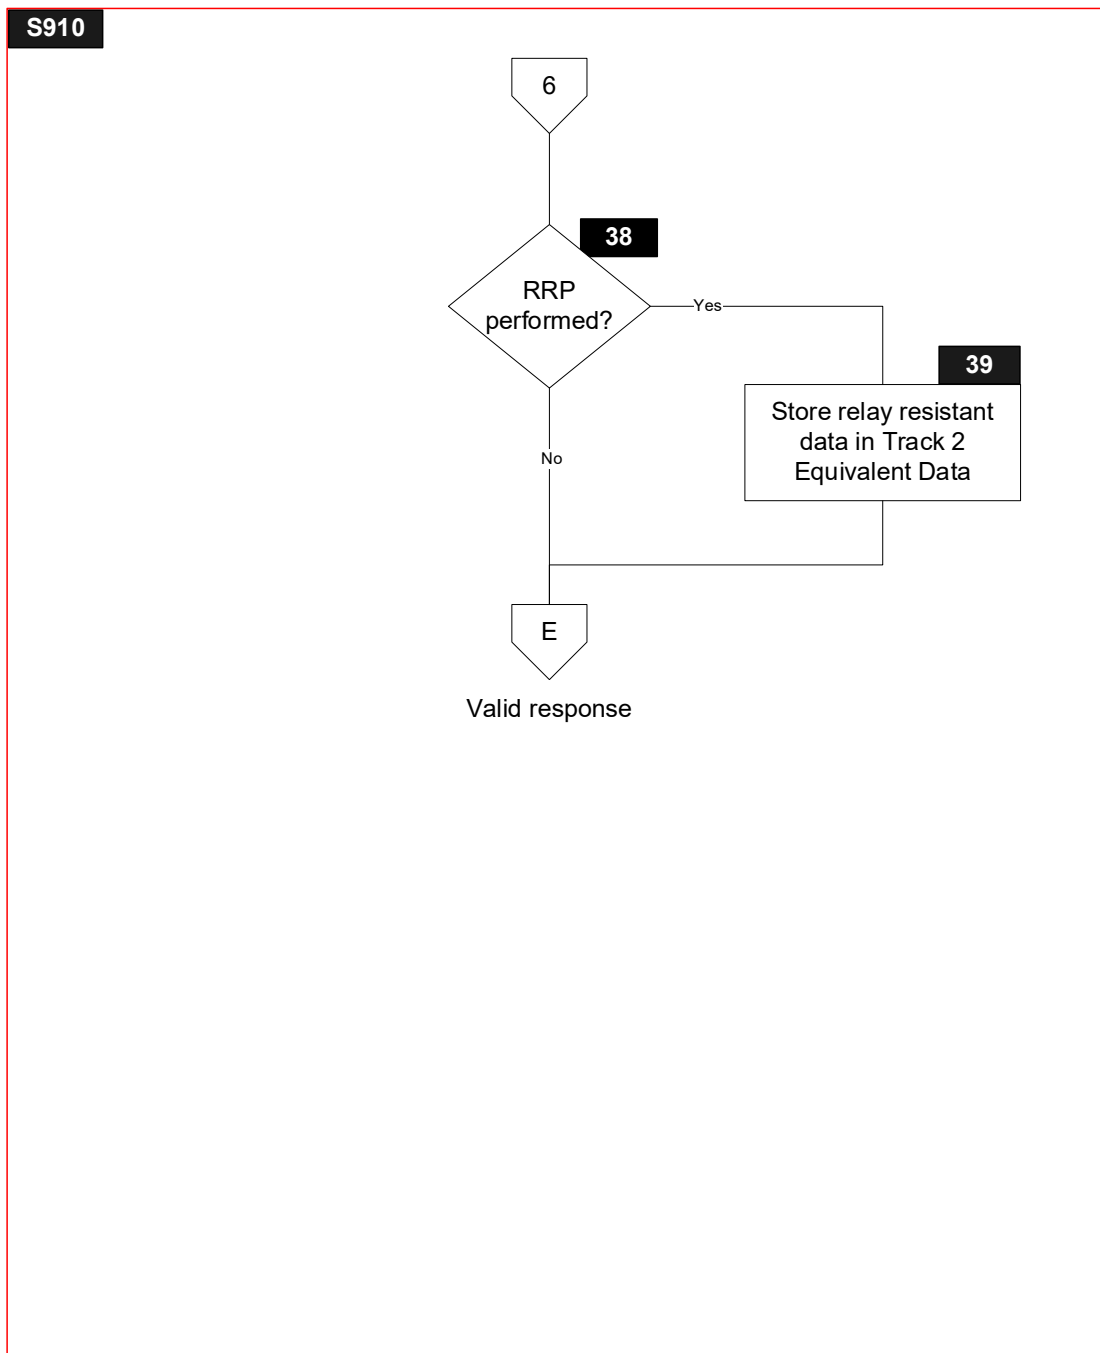 S910
6
38
RRP
performed?
Yes
39
Store relay resistant
data in Track 2
Equivalent Data
No
E
Valid response